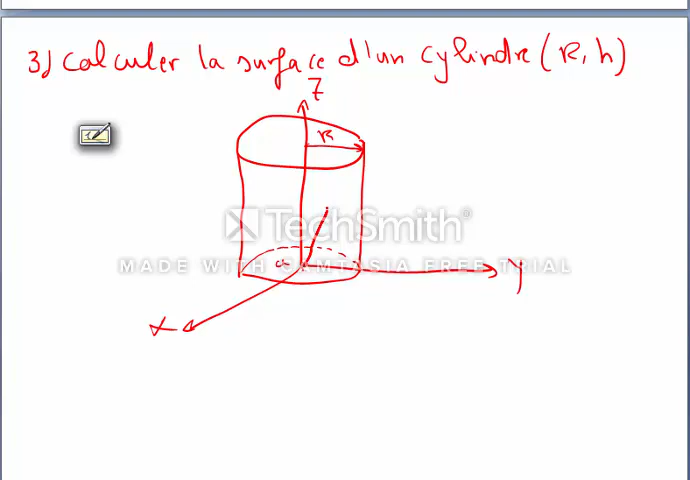 3) Calculer la surface d'un cylindre (R, h)
Z
R
TechSmith®
MADE WITH CAMTASIA FREE TRIAL
Y
X